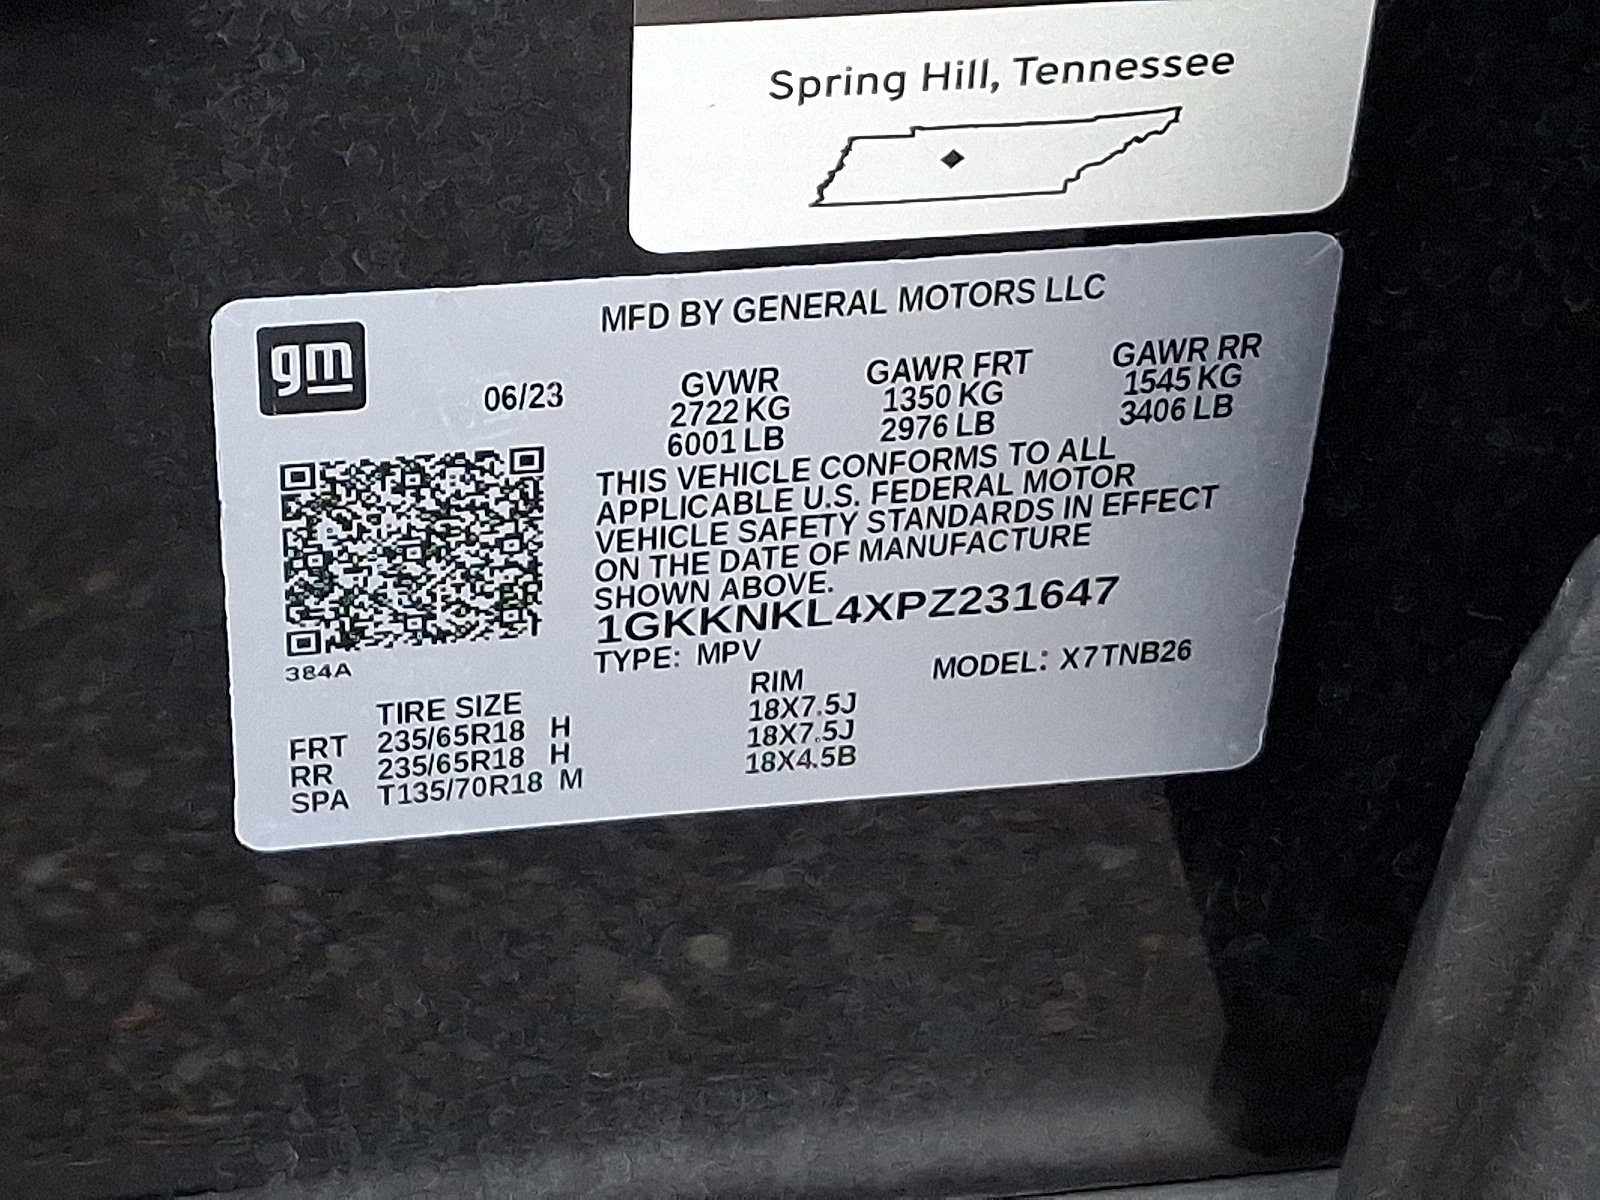 Spring Hill, Tennessee
MFD BY GENERAL MOTORS LLC
gm
06/23
GVWR
2722 KG
6001 LB
GAWR FRT
1350 KG
2976 LB
GAWR RR
1545 KG
3406 LB
THIS VEHICLE CONFORMS TO ALL
APPLICABLE U.S. FEDERAL MOTOR
VEHICLE SAFETY STANDARDS IN EFFECT
ON THE DATE OF MANUFACTURE
SHOWN ABOVE.
1GKKNKL4XPZ231647
TYPE: MPV MODEL: X7TNB26
384A
TIRE SIZE RIM
FRT 235/65R18 H 18X7.5J
RR 235/65R18 H 18X7.5J
SPA T135/70R18 M 18X4.5B